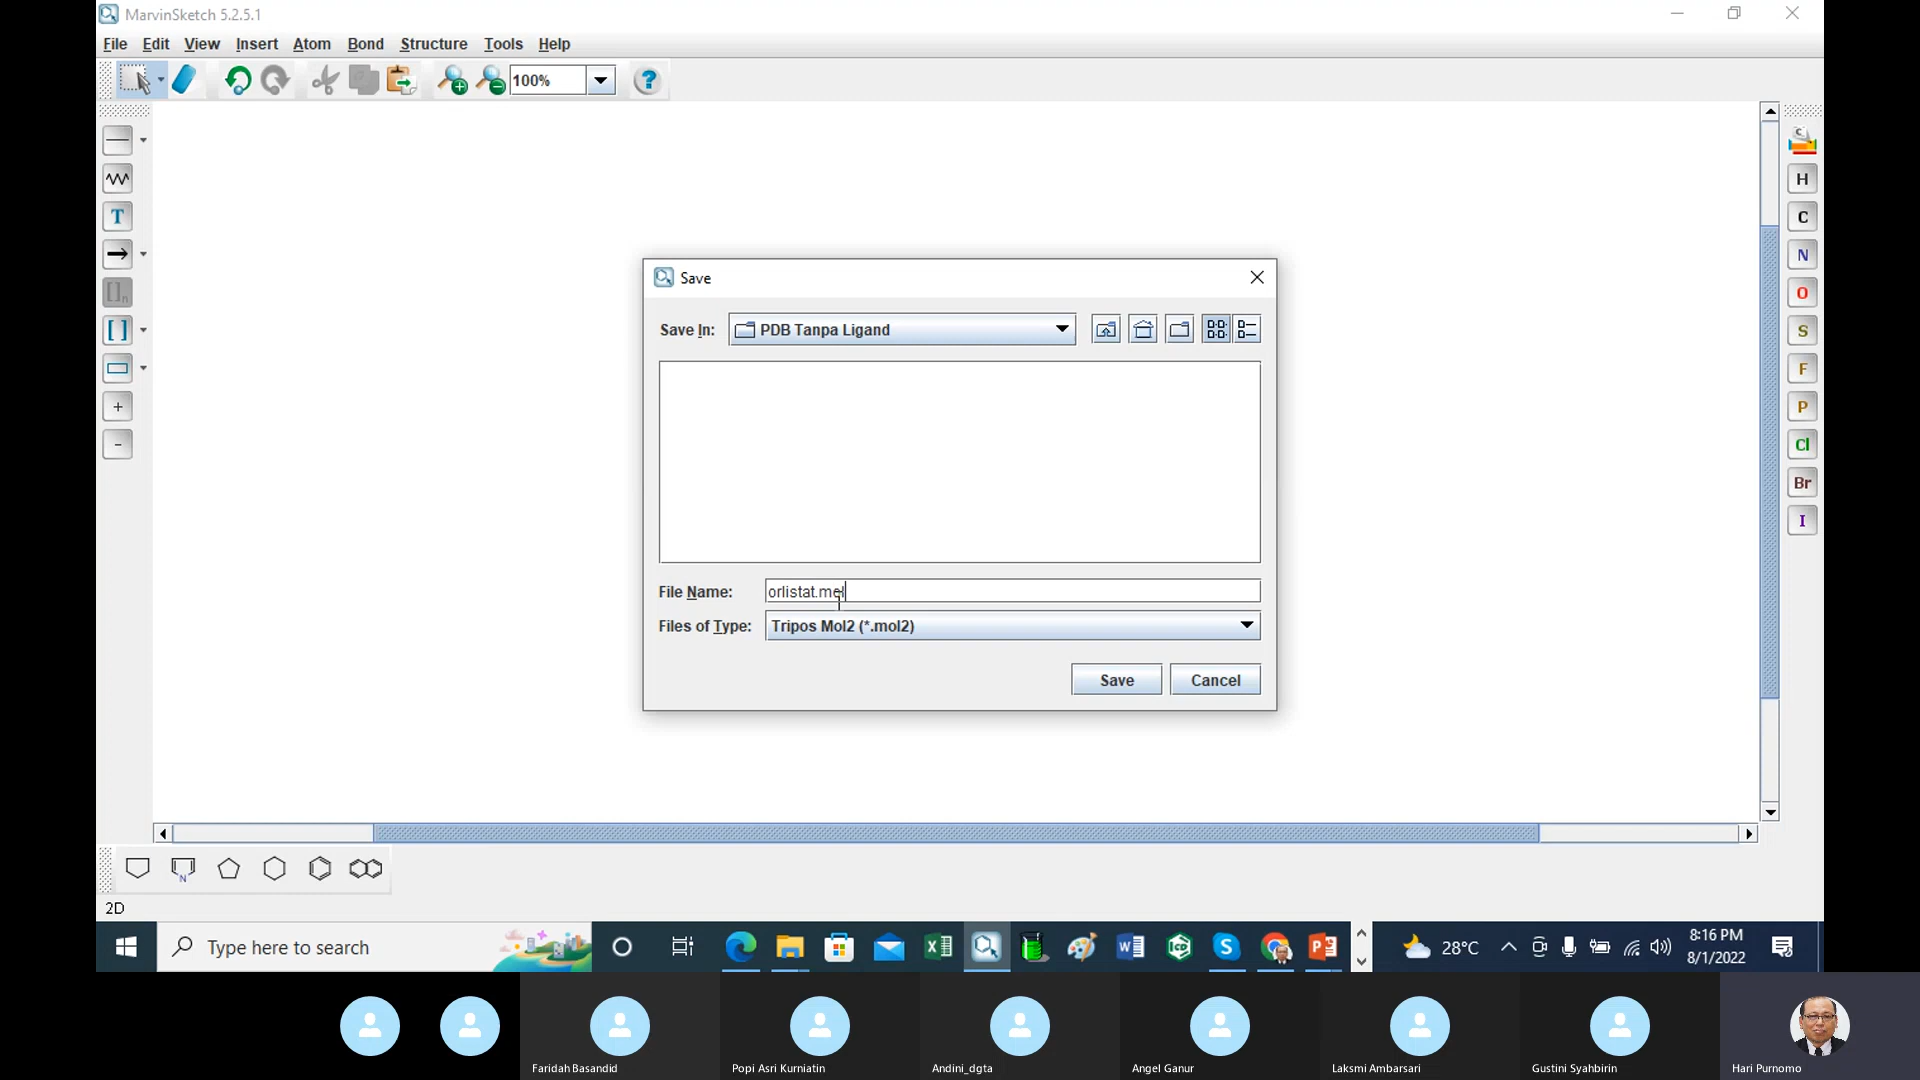 MarvinSketch 5.2.5.1
File Edit View Insert Atom Bond Structure Tools Help
100%
?
T
[ ]n
[ ]
+
-
C
H
C
N
O
S
F
P
Cl
Br
I
Save
Save In: PDB Tanpa Ligand
File Name: orlistat.mol
Files of Type: Tripos Mol2 (*.mol2)
Save Cancel
N
2D
Type here to search
28°C
8:16 PM
8/1/2022
Faridah Basandid
Popi Asri Kurniatin
Andini_dgta
Angel Ganur
Laksmi Ambarsari
Gustini Syahbirin
Hari Purnomo